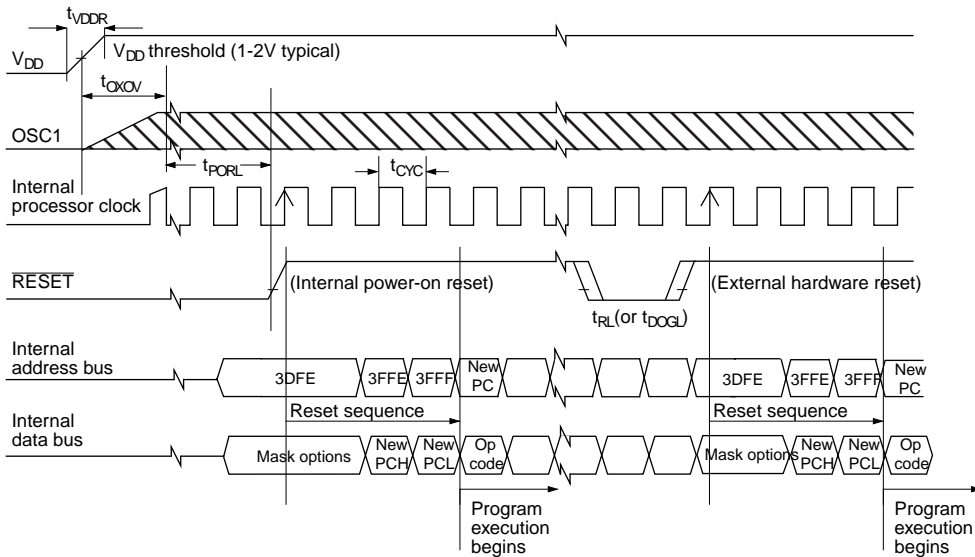 tVDDR
VDD
VDD threshold (1-2V typical)
tOXOV
OSC1
tPORL
tCYC
Internal
processor clock
RESET
(Internal power-on reset)
(External hardware reset)
tRL(or tDOGL)
Internal
address bus
3DFE
3FFE
3FFF
New
PC
3DFE
3FFE
3FFF
New
PC
Reset sequence
Reset sequence
Internal
data bus
Mask options
New
PCH
New
PCL
Op
code
Mask options
New
PCH
New
PCL
Op
code
Program
execution
begins
Program
execution
begins